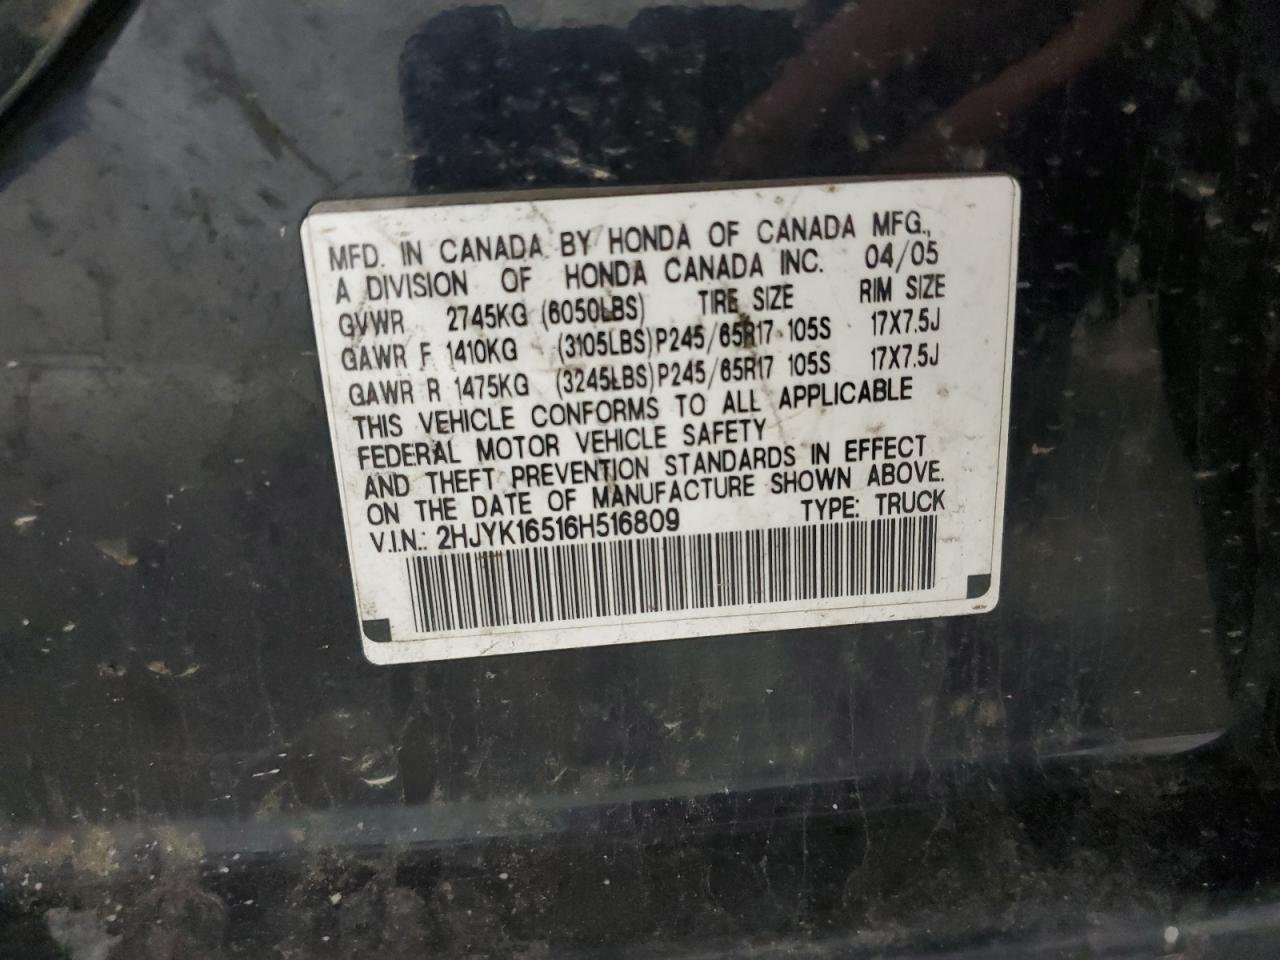 MFD. IN CANADA BY HONDA OF CANADA MFG.,
A DIVISION OF HONDA CANADA INC. 04/05
GVWR 2745KG (6050LBS) TIRE SIZE RIM SIZE
GAWR F 1410KG (3105LBS) P245/65R17 105S 17X7.5J
GAWR R 1475KG (3245LBS) P245/65R17 105S 17X7.5J
THIS VEHICLE CONFORMS TO ALL APPLICABLE
FEDERAL MOTOR VEHICLE SAFETY
AND THEFT PREVENTION STANDARDS IN EFFECT
ON THE DATE OF MANUFACTURE SHOWN ABOVE.
V.I.N.: 2HJYK16516H516809 TYPE: TRUCK